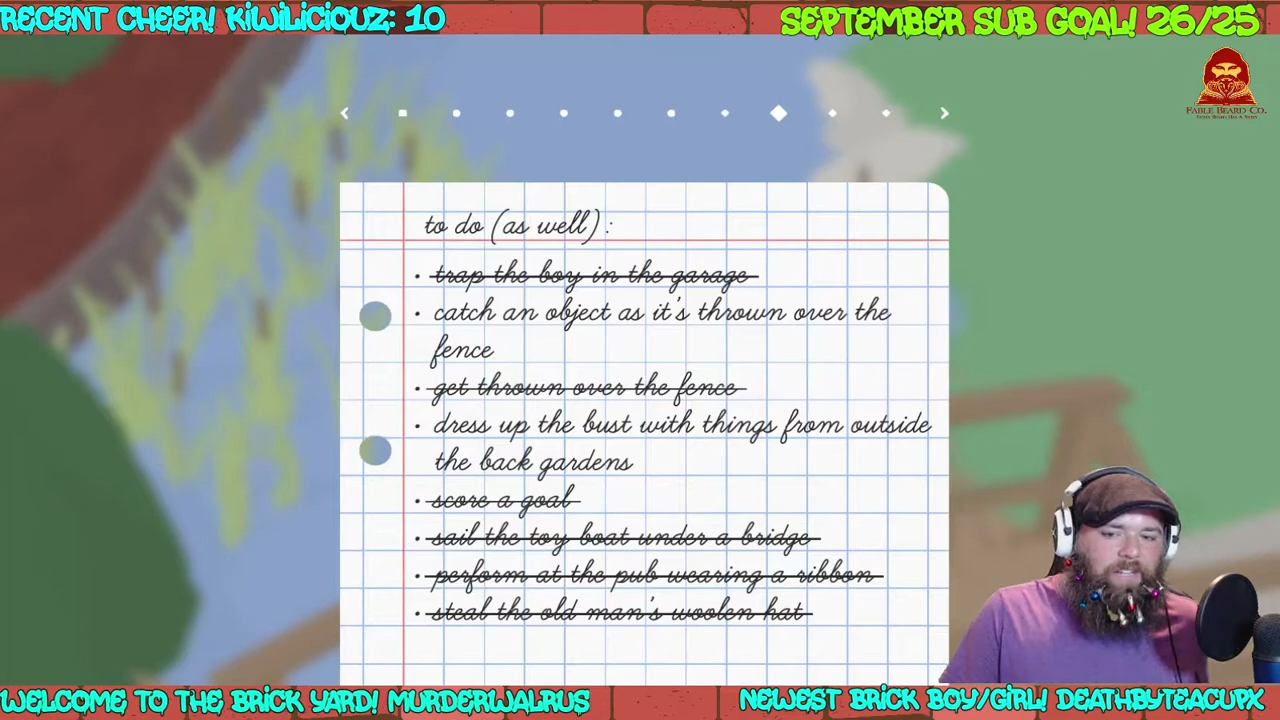 RECENT CHEER! KIWILICIOUZ: 10
SEPTEMBER SUB GOAL! 26/25
FABLE BEARD CO.
to do (as well) :
• trap the boy in the garage
• catch an object as it's thrown over the
fence
• get thrown over the fence
• dress up the bust with things from outside
the back gardens
• score a goal
• sail the toy boat under a bridge
• perform at the pub wearing a ribbon
• steal the old man's woolen hat
WELCOME TO THE BRICK YARD! MURDERWALRUS
NEWEST BRICK BOY/GIRL! DEATHBYTEACUPX